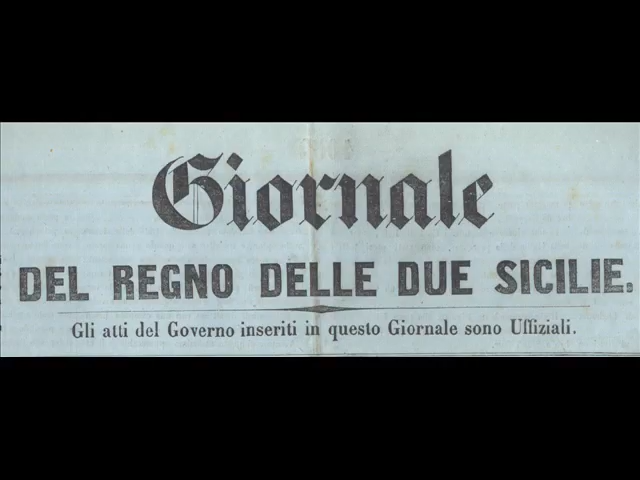 Giornale
DEL REGNO DELLE DUE SICILIE.
Gli atti del Governo inseriti in questo Giornale sono Uffiziali.